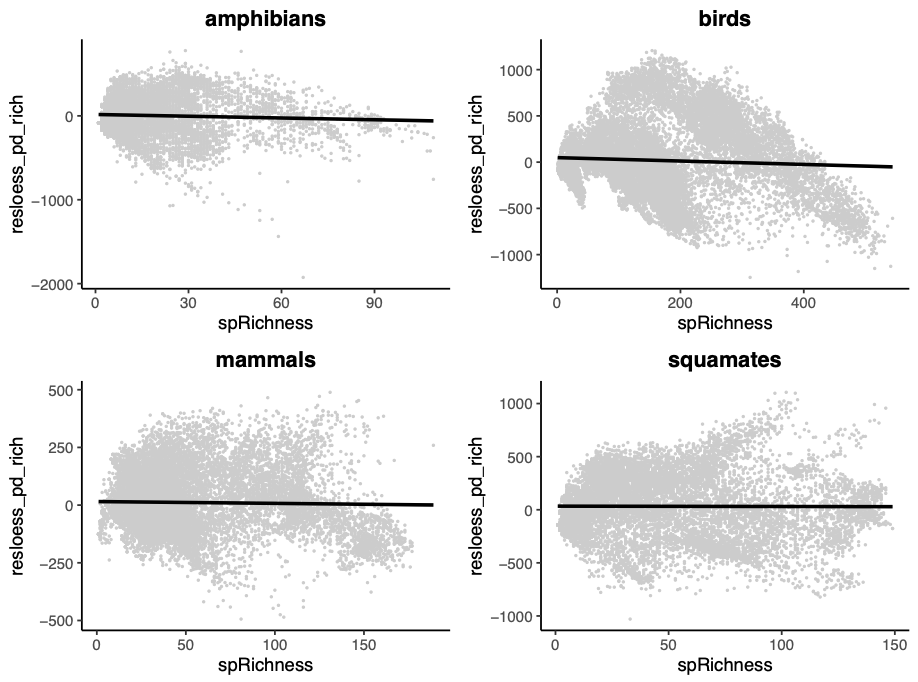 amphibians
resloess_pd_rich
0
−1000
−2000
0 30 60 90
spRichness
birds
resloess_pd_rich
1000
500
0
−500
−1000
0 200 400
spRichness
mammals
resloess_pd_rich
500
250
0
−250
−500
0 50 100 150
spRichness
squamates
resloess_pd_rich
1000
500
0
−500
−1000
0 50 100 150
spRichness